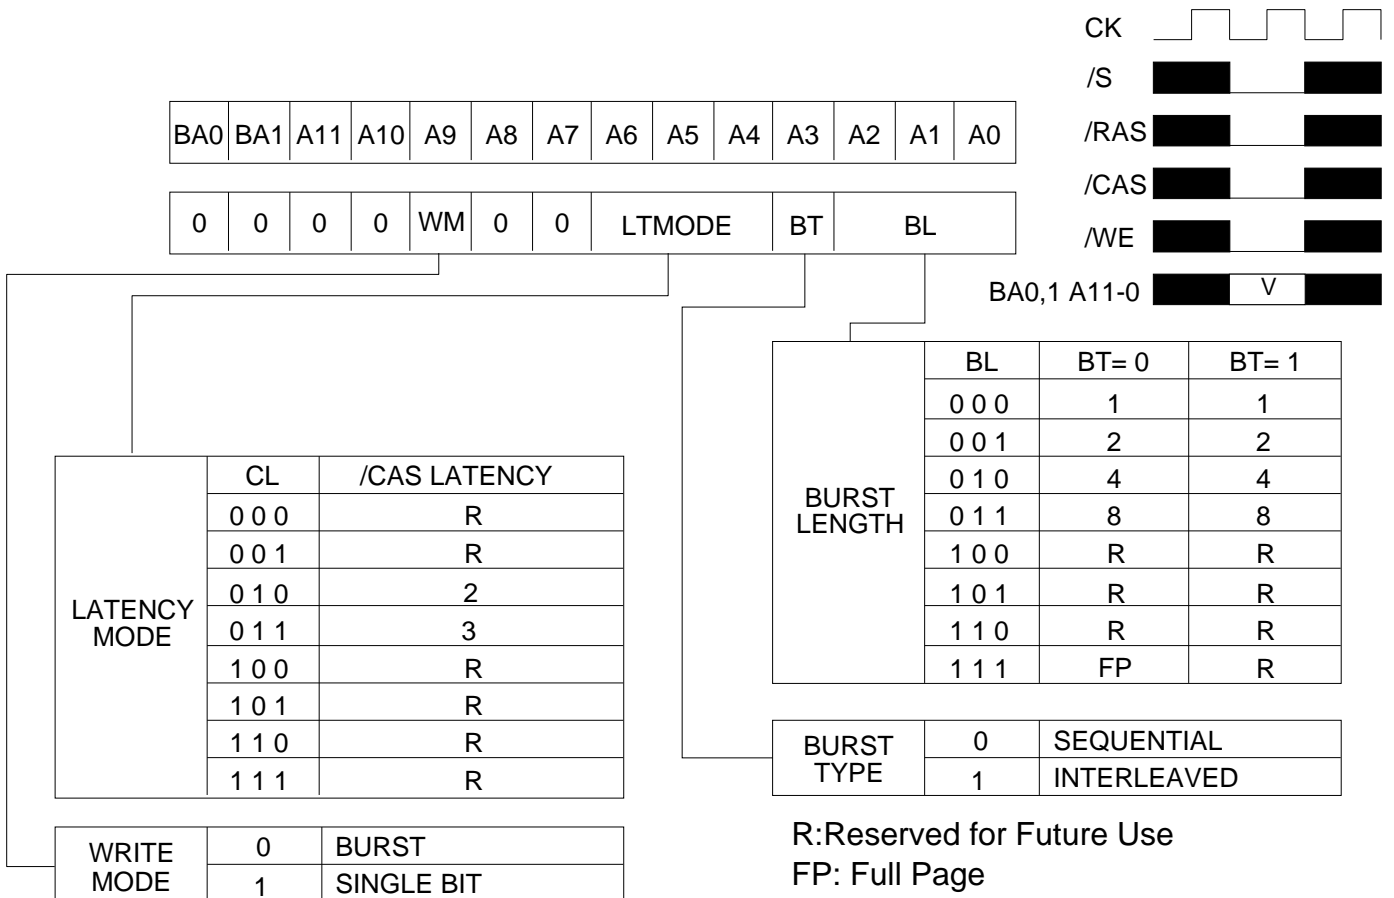 CK
/S
/RAS
/CAS
/WE
BA0,1 A11-0 V
BA0 BA1 A11 A10 A9 A8 A7 A6 A5 A4 A3 A2 A1 A0
0 0 0 0 WM 0 0 LTMODE BT BL
BURST LENGTH
BL BT= 0 BT= 1
0 0 0 1 1
0 0 1 2 2
0 1 0 4 4
0 1 1 8 8
1 0 0 R R
1 0 1 R R
1 1 0 R R
1 1 1 FP R
LATENCY MODE
CL /CAS LATENCY
0 0 0 R
0 0 1 R
0 1 0 2
0 1 1 3
1 0 0 R
1 0 1 R
1 1 0 R
1 1 1 R
BURST TYPE
0 SEQUENTIAL
1 INTERLEAVED
WRITE MODE
0 BURST
1 SINGLE BIT
R:Reserved for Future Use
FP: Full Page